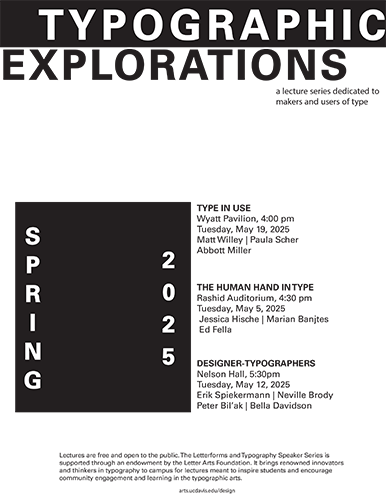 TYPOGRAPHIC
EXPLORATIONS
a lecture series dedicated to
makers and users of type
SPRING
2025
TYPE IN USE
Wyatt Pavilion, 4:00 pm
Tuesday, May 19, 2025
Matt Willey | Paula Scher
Abbott Miller
THE HUMAN HAND IN TYPE
Rashid Auditorium, 4:30 pm
Tuesday, May 5, 2025
Jessica Hische | Marian Banjtes
Ed Fella
DESIGNER-TYPOGRAPHERS
Nelson Hall, 5:30pm
Tuesday, May 12, 2025
Erik Spiekermann | Neville Brody
Peter Bil'ak | Bella Davidson
Lectures are free and open to the public. The Letterforms and Typography Speaker Series is
supported through an endowment by the Letter Arts Foundation. It brings renowned innovators
and thinkers in typography to campus for lectures meant to inspire students and encourage
community engagement and learning in the typographic arts.
arts.ucdavis.edu/design